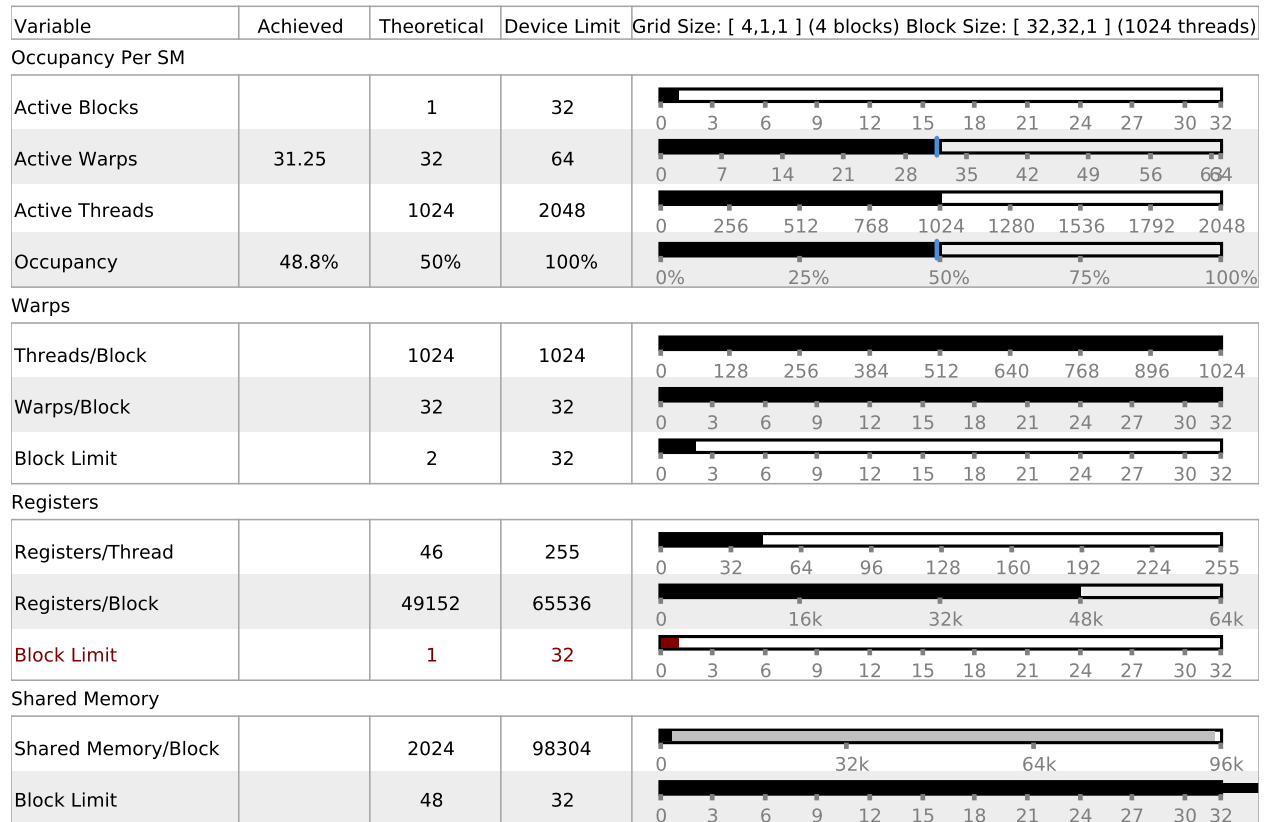 Variable Achieved Theoretical Device Limit Grid Size: [ 4,1,1 ] (4 blocks) Block Size: [ 32,32,1 ] (1024 threads)
Occupancy Per SM
Active Blocks 1 32
0 3 6 9 12 15 18 21 24 27 30 32
Active Warps 31.25 32 64
0 7 14 21 28 35 42 49 56 63 64
Active Threads 1024 2048
0 256 512 768 1024 1280 1536 1792 2048
Occupancy 48.8% 50% 100%
0% 25% 50% 75% 100%
Warps
Threads/Block 1024 1024
0 128 256 384 512 640 768 896 1024
Warps/Block 32 32
0 3 6 9 12 15 18 21 24 27 30 32
Block Limit 2 32
0 3 6 9 12 15 18 21 24 27 30 32
Registers
Registers/Thread 46 255
0 32 64 96 128 160 192 224 255
Registers/Block 49152 65536
0 16k 32k 48k 64k
Block Limit 1 32
0 3 6 9 12 15 18 21 24 27 30 32
Shared Memory
Shared Memory/Block 2024 98304
0 32k 64k 96k
Block Limit 48 32
0 3 6 9 12 15 18 21 24 27 30 32